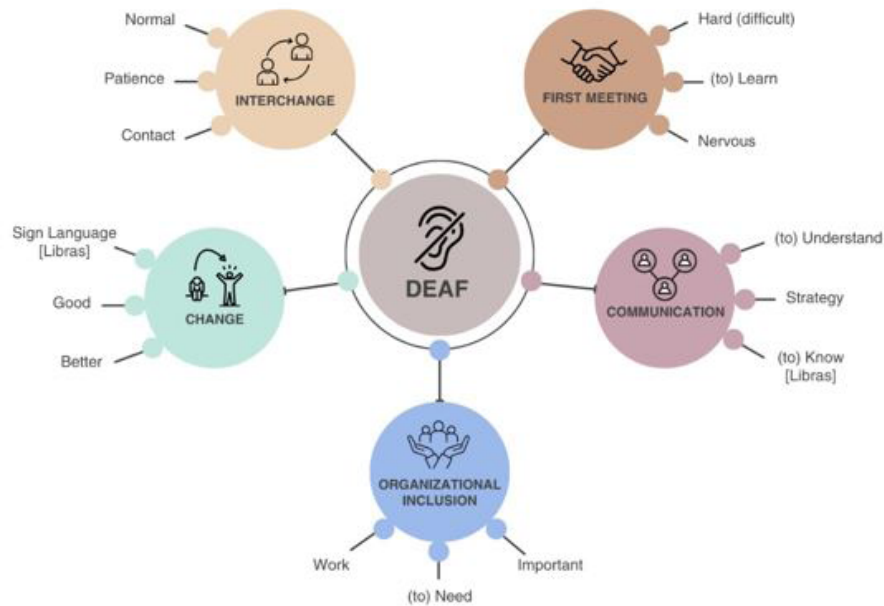 Normal
Patience
Contact
INTERCHANGE
Hard (difficult)
(to) Learn
Nervous
FIRST MEETING
DEAF
Sign Language
[Libras]
Good
Better
CHANGE
(to) Understand
Strategy
(to) Know
[Libras]
COMMUNICATION
ORGANIZATIONAL
INCLUSION
Work
(to) Need
Important